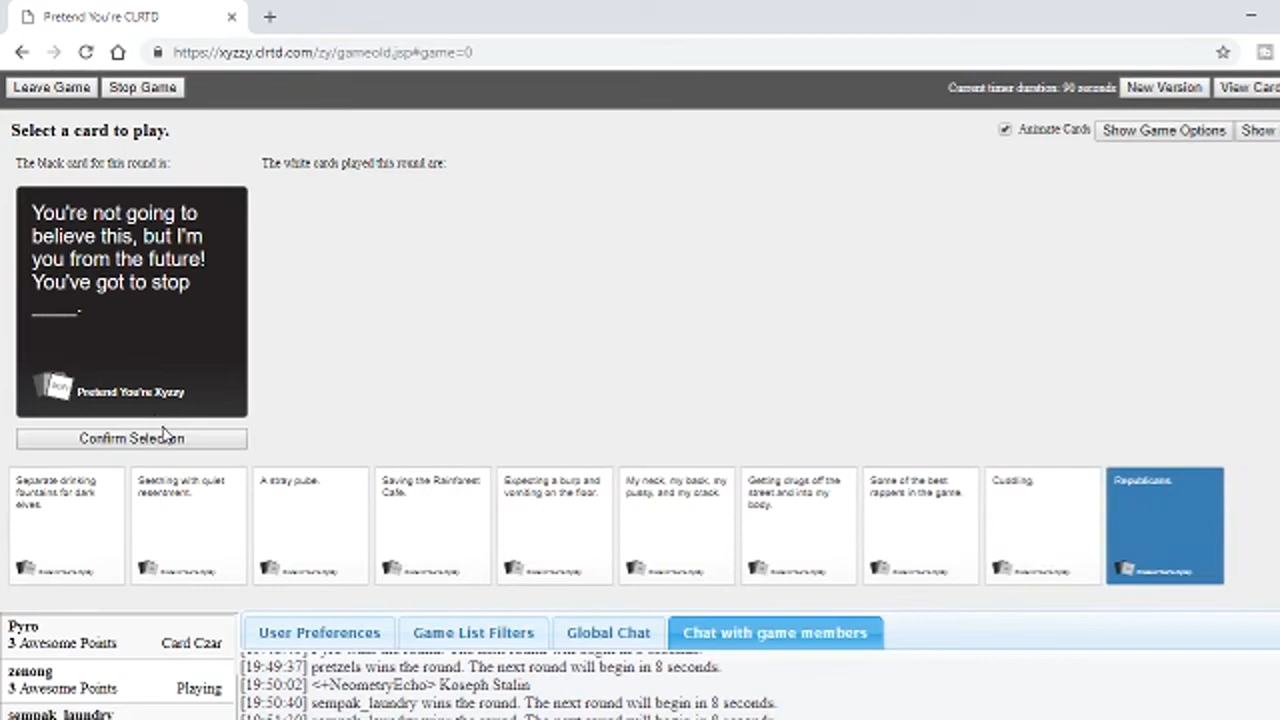 Pretend You're CLRTD
https://xyzzy.clrtd.com/zy/gameold.jsp#game=0
Leave Game Stop Game Current timer duration: 90 seconds New Version View Card
Select a card to play. Animate Cards Show Game Options Show
The black card for this round is: The white cards played this round are:
You're not going to
believe this, but I'm
you from the future!
You've got to stop
_____.
Pretend You're Xyzzy
Confirm Selection
Separate drinking
fountains for dark
elves.
Seething with quiet
resentment.
A stray pube.
Saving the Rainforest
Cafe.
Expecting a burp and
vomiting on the floor.
My neck, my back, my
pussy, and my crack.
Getting drugs off the
street and into my
body.
Some of the best
rappers in the game.
Cuddling.
Republicans.
Pyro
3 Awesome Points Card Czar
zenong
3 Awesome Points Playing
sempak_laundry
User Preferences Game List Filters Global Chat Chat with game members
[19:49:37] pretzels wins the round. The next round will begin in 8 seconds.
[19:50:02] <+NeometryEcho> Koseph Stalin
[19:50:40] sempak_laundry wins the round. The next round will begin in 8 seconds.